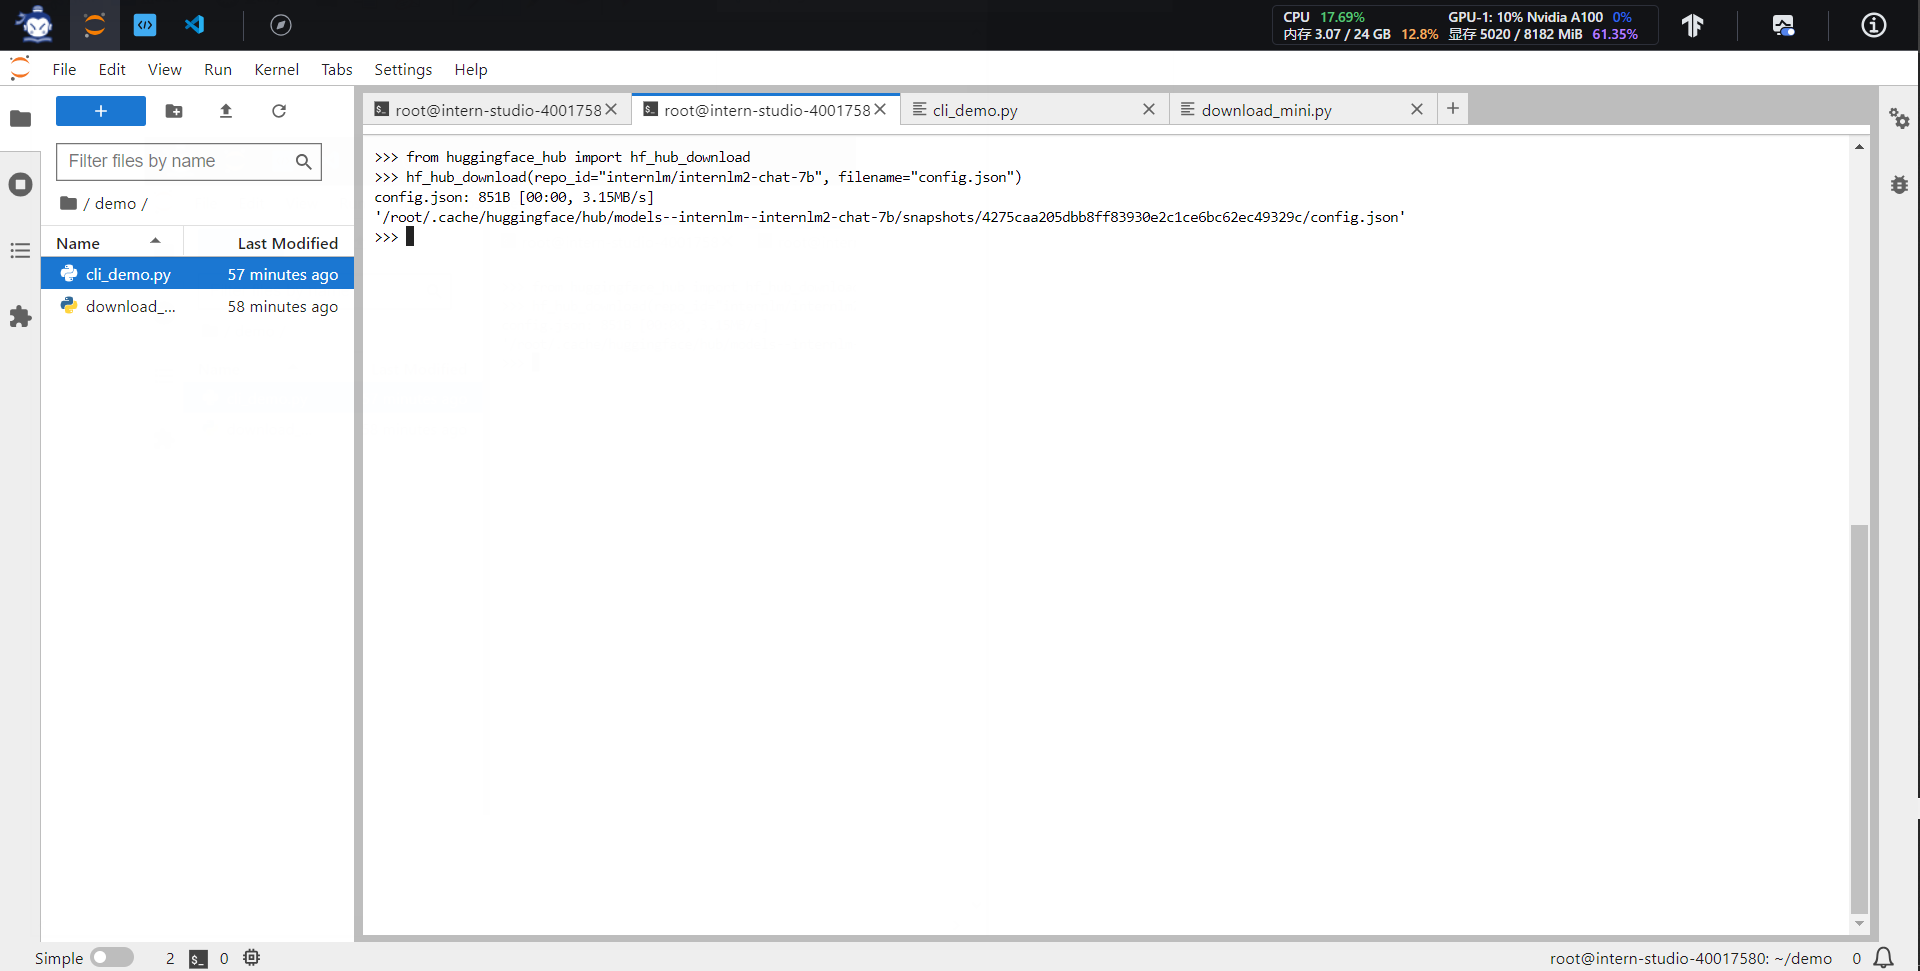 CPU 17.69% GPU-1: 10% Nvidia A100 0%
内存 3.07 / 24 GB 12.8% 显存 5020 / 8182 MiB 61.35%
File Edit View Run Kernel Tabs Settings Help
root@intern-studio-4001758 root@intern-studio-4001758 cli_demo.py download_mini.py
Filter files by name
/ demo /
Name Last Modified
cli_demo.py 57 minutes ago
download_... 58 minutes ago
>>> from huggingface_hub import hf_hub_download
>>> hf_hub_download(repo_id="internlm/internlm2-chat-7b", filename="config.json")
config.json: 851B [00:00, 3.15MB/s]
'/root/.cache/huggingface/hub/models--internlm--internlm2-chat-7b/snapshots/4275caa205dbb8ff83930e2c1ce6bc62ec49329c/config.json'
>>>
Simple 2 $_ 0 root@intern-studio-40017580: ~/demo 0